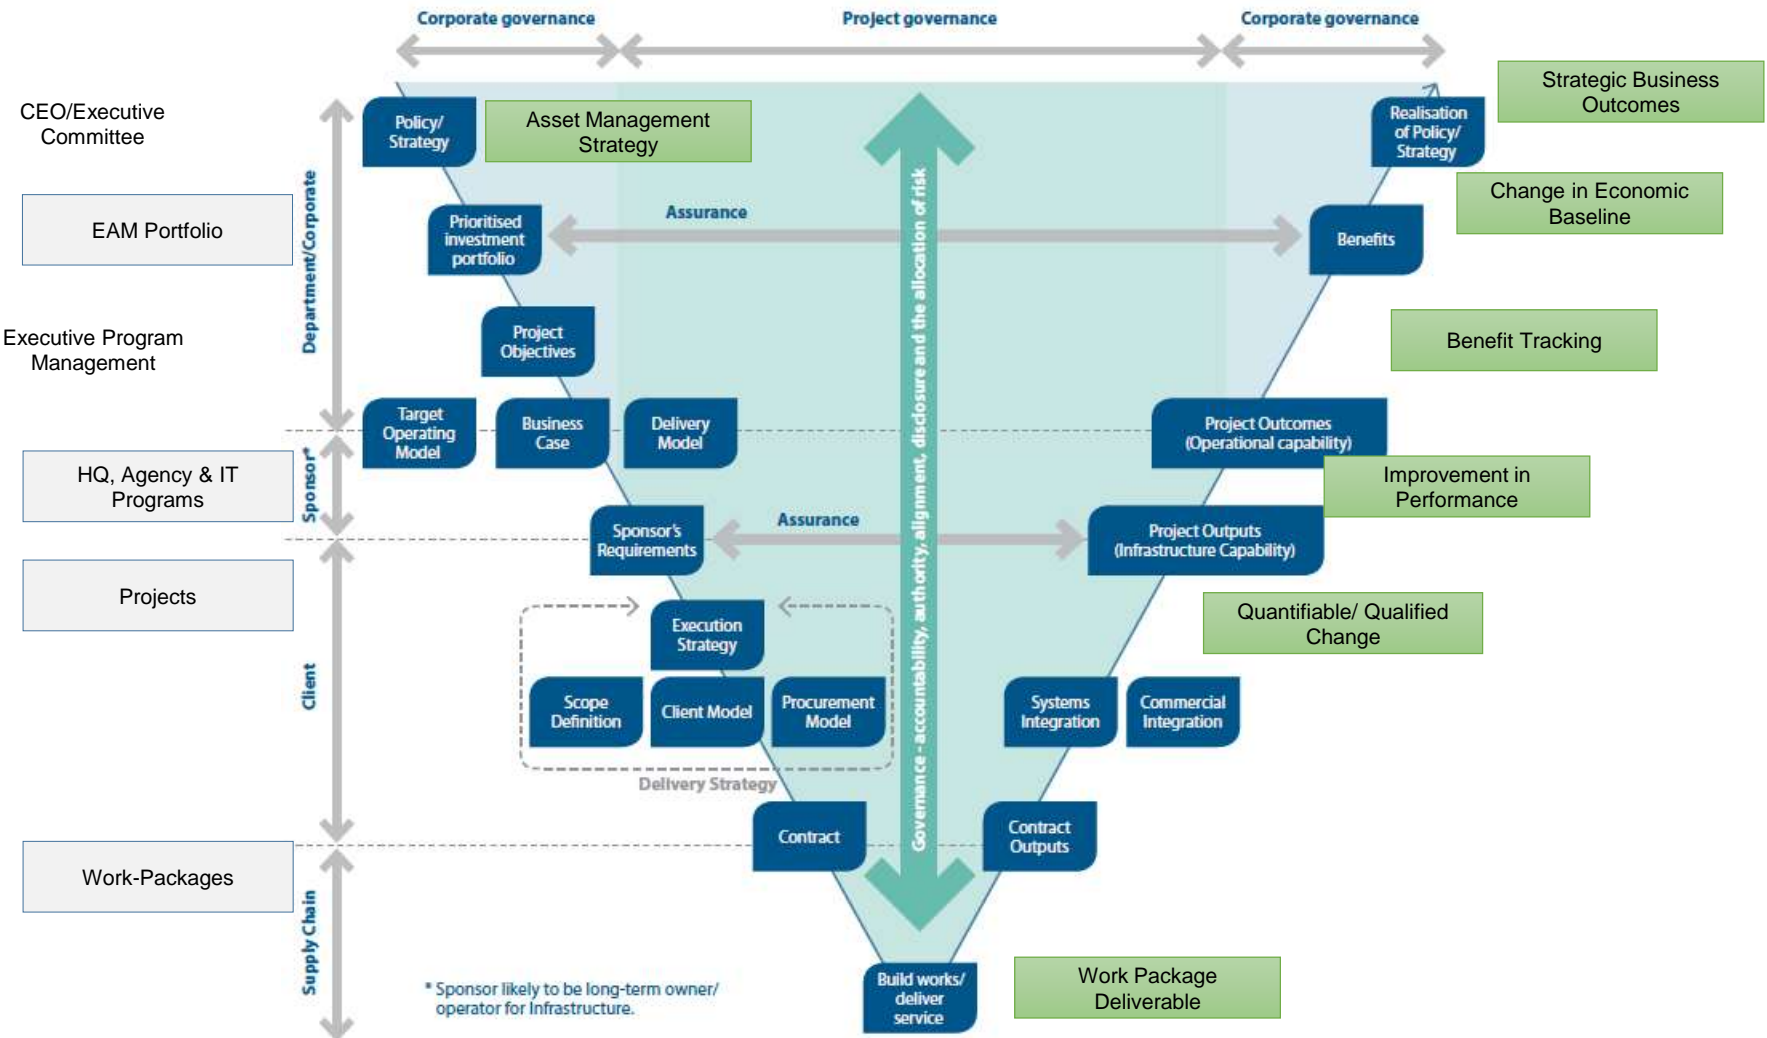 Corporate governance
Project governance
Corporate governance
CEO/Executive
Committee
Policy/
Strategy
Asset Management
Strategy
Realisation
of Policy/
Strategy
Strategic Business
Outcomes
EAM Portfolio
Prioritised
investment
portfolio
Assurance
Benefits
Change in Economic
Baseline
Department/Corporate
Executive Program
Management
Project
Objectives
Benefit Tracking
Target
Operating
Model
Business
Case
Delivery
Model
Project Outcomes
(Operational capability)
HQ, Agency & IT
Programs
Sponsor*
Improvement in
Performance
Sponsor's
Requirements
Assurance
Project Outputs
(Infrastructure Capability)
Governance - accountability, authority, alignment, disclosure and the allocation of risk
Projects
Client
Execution
Strategy
Quantifiable/ Qualified
Change
Scope
Definition
Client Model
Procurement
Model
Systems
Integration
Commercial
Integration
Delivery Strategy
Contract
Contract
Outputs
Work-Packages
Supply Chain
* Sponsor likely to be long-term owner/
operator for Infrastructure.
Build works/
deliver
service
Work Package
Deliverable